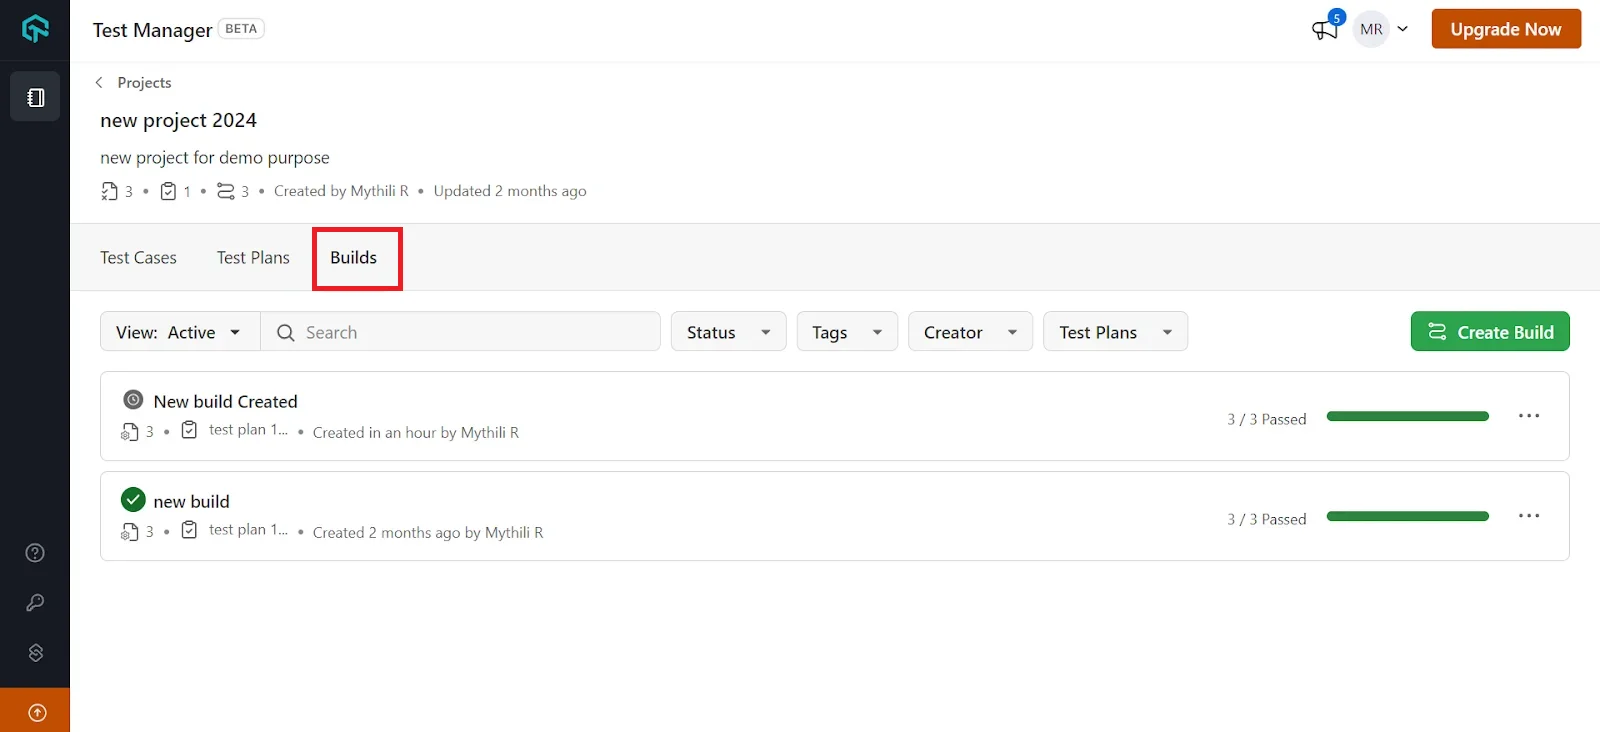 Test Manager BETA
5
MR
Upgrade Now
Projects
new project 2024
new project for demo purpose
3 • 1 • 3 • Created by Mythili R • Updated 2 months ago
Test Cases Test Plans Builds
View: Active Search Status Tags Creator Test Plans Create Build
New build Created
3 • test plan 1... • Created in an hour by Mythili R
3 / 3 Passed
new build
3 • test plan 1... • Created 2 months ago by Mythili R
3 / 3 Passed